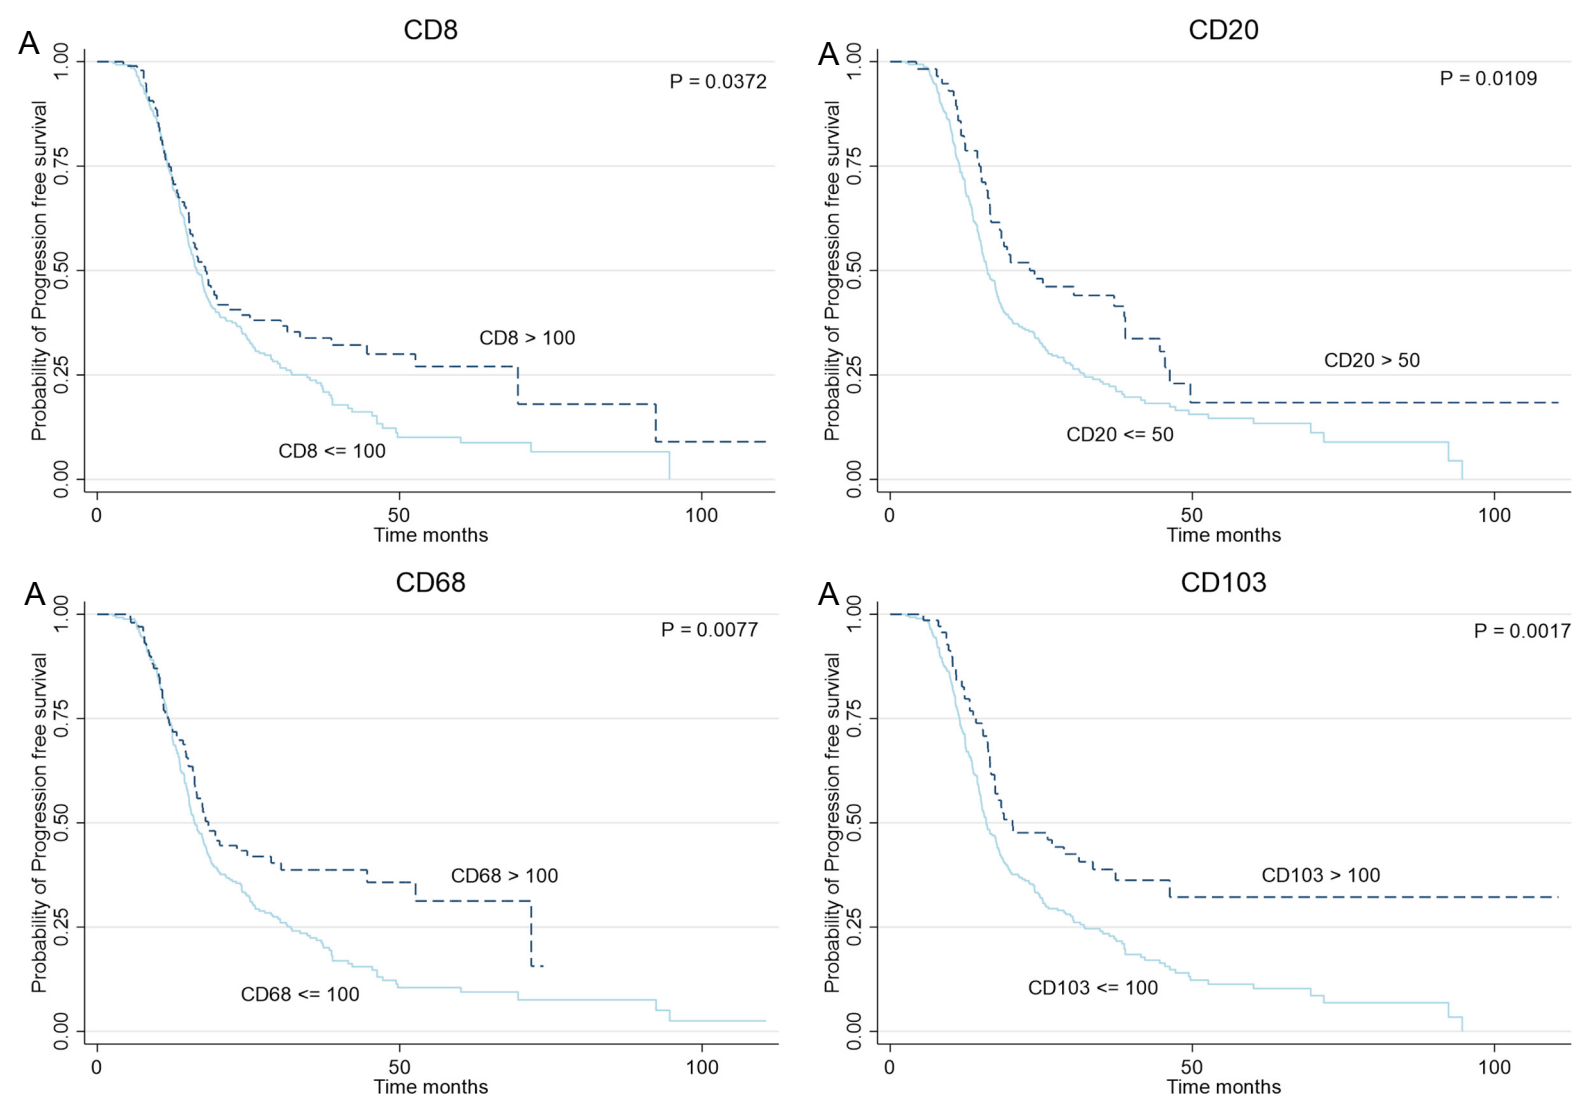 A
CD8
P = 0.0372
CD8 > 100
CD8 <= 100
Probability of Progression free survival
1.00
0.75
0.50
0.25
0.00
0
50
100
Time months
A
CD20
P = 0.0109
CD20 > 50
CD20 <= 50
Probability of Progression free survival
1.00
0.75
0.50
0.25
0.00
0
50
100
Time months
A
CD68
P = 0.0077
CD68 > 100
CD68 <= 100
Probability of Progression free survival
1.00
0.75
0.50
0.25
0.00
0
50
100
Time months
A
CD103
P = 0.0017
CD103 > 100
CD103 <= 100
Probability of Progression free survival
1.00
0.75
0.50
0.25
0.00
0
50
100
Time months